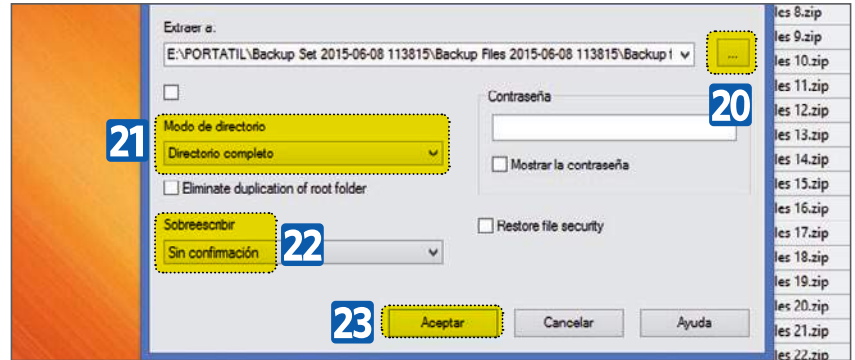 Extraer a:
E:\PORTATIL\Backup Set 2015-06-08 113815\Backup Files 2015-06-08 113815\Backup f
...
20
Contraseña
21
Modo de directorio
Directorio completo
Mostrar la contraseña
Eliminate duplication of root folder
Sobreescribir
22
Sin confirmación
Restore file security
23
Aceptar
Cancelar
Ayuda
les 8.zip
les 9.zip
les 10.zip
les 11.zip
les 12.zip
les 13.zip
les 14.zip
les 15.zip
les 16.zip
les 17.zip
les 18.zip
les 19.zip
les 20.zip
les 21.zip
les 22.zip